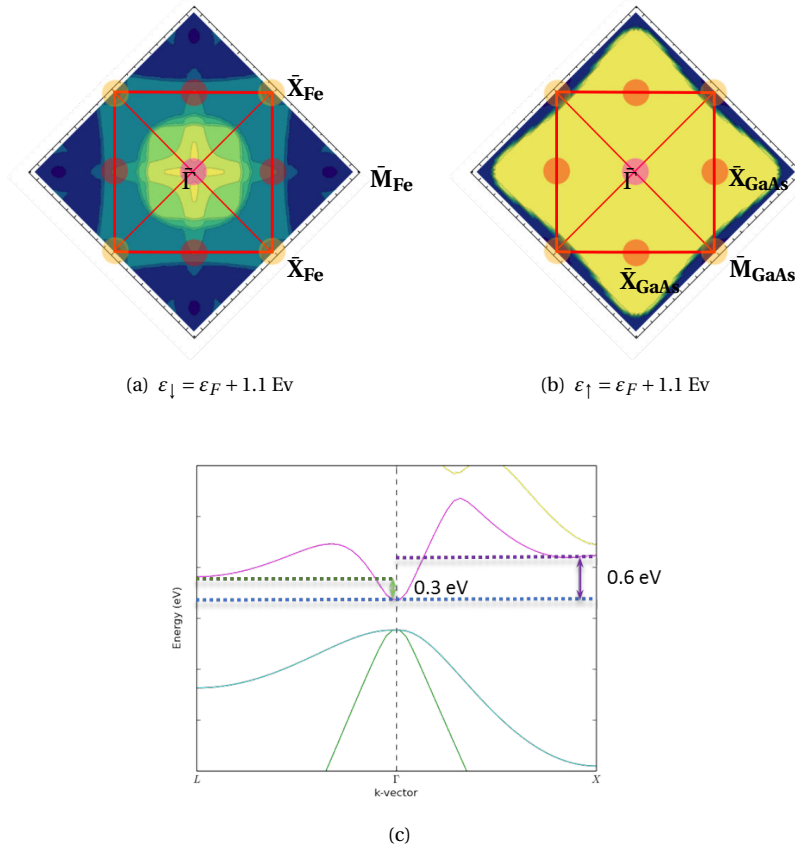 X̄Fe
Γ̄
M̄Fe
X̄Fe
Γ̄
X̄GaAs
X̄GaAs
M̄GaAs
(a) ε↓ = εF + 1.1 Ev
(b) ε↑ = εF + 1.1 Ev
Energy (eV)
0.3 eV
0.6 eV
L
Γ
X
k-vector
(c)